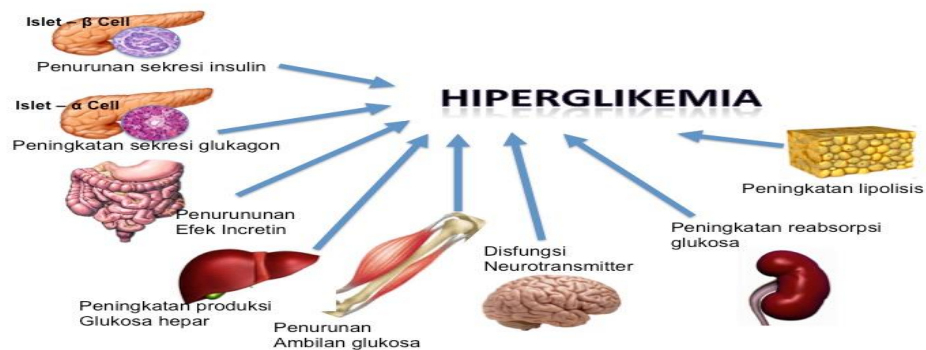 Islet – β Cell
Penurunan sekresi insulin
HIPERGLIKEMIA
Islet – α Cell
Peningkatan sekresi glukagon
Peningkatan lipolisis
Penurununan
Efek Incretin
Peningkatan reabsorpsi
glukosa
Disfungsi
Neurotransmitter
Peningkatan produksi
Glukosa hepar
Penurunan
Ambilan glukosa